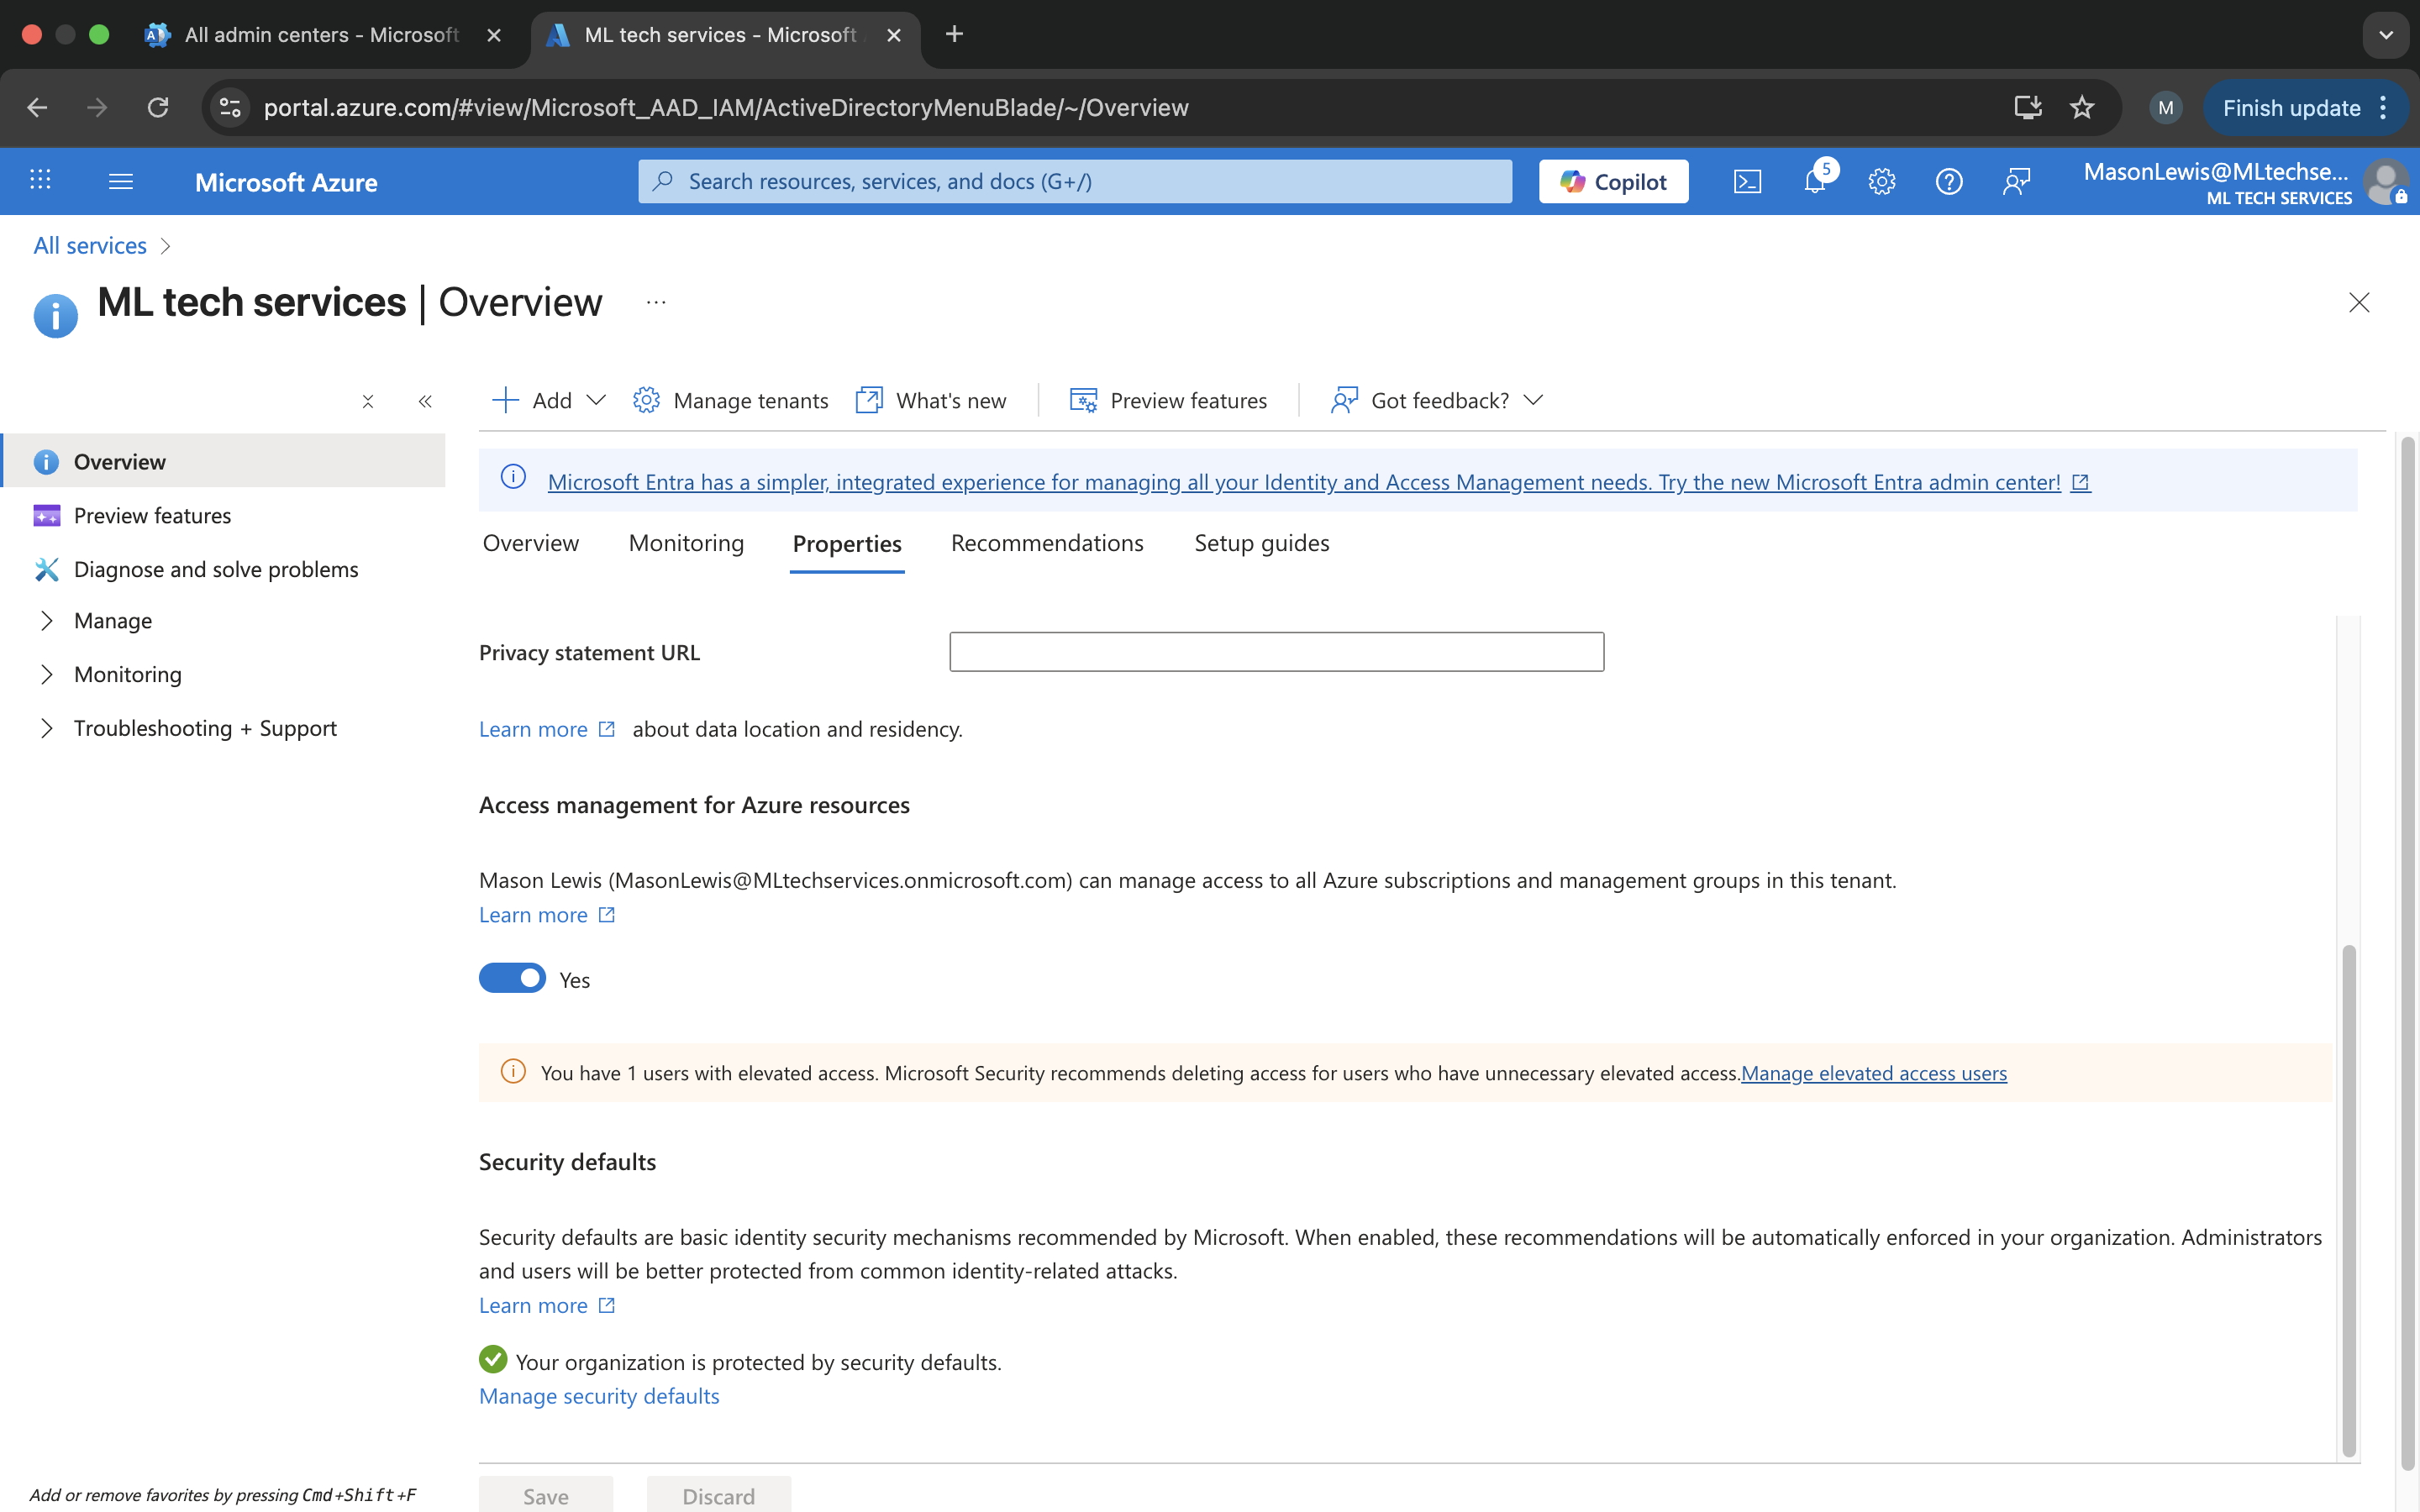 All admin centers - Microsoft
ML tech services - Microsoft
portal.azure.com/#view/Microsoft_AAD_IAM/ActiveDirectoryMenuBlade/~/Overview
M
Finish update
Microsoft Azure
Search resources, services, and docs (G+/)
Copilot
5
MasonLewis@MLtechse...
ML TECH SERVICES
All services
ML tech services | Overview
Add
Manage tenants
What's new
Preview features
Got feedback?
Overview
Preview features
Diagnose and solve problems
Manage
Monitoring
Troubleshooting + Support
Microsoft Entra has a simpler, integrated experience for managing all your Identity and Access Management needs. Try the new Microsoft Entra admin center!
Overview
Monitoring
Properties
Recommendations
Setup guides
Privacy statement URL
Learn more about data location and residency.
Access management for Azure resources
Mason Lewis (MasonLewis@MLtechservices.onmicrosoft.com) can manage access to all Azure subscriptions and management groups in this tenant.
Learn more
Yes
You have 1 users with elevated access. Microsoft Security recommends deleting access for users who have unnecessary elevated access.Manage elevated access users
Security defaults
Security defaults are basic identity security mechanisms recommended by Microsoft. When enabled, these recommendations will be automatically enforced in your organization. Administrators
and users will be better protected from common identity-related attacks.
Learn more
Your organization is protected by security defaults.
Manage security defaults
Save
Discard
Add or remove favorites by pressing Cmd+Shift+F